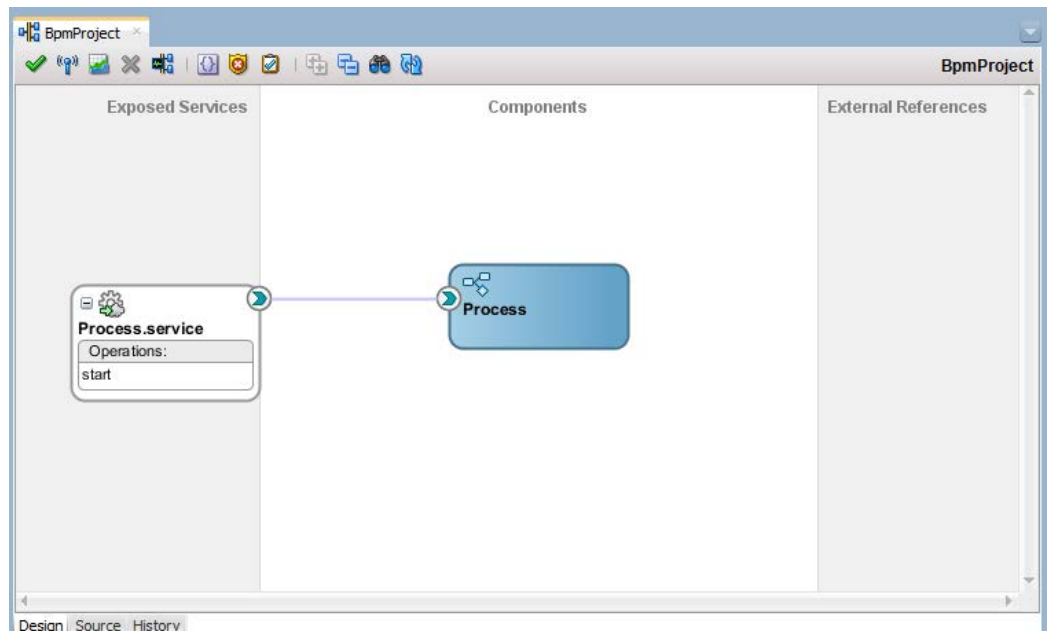 BpmProject
BpmProject
Exposed Services
Components
External References
Process.service
Operations:
start
Process
Design Source History